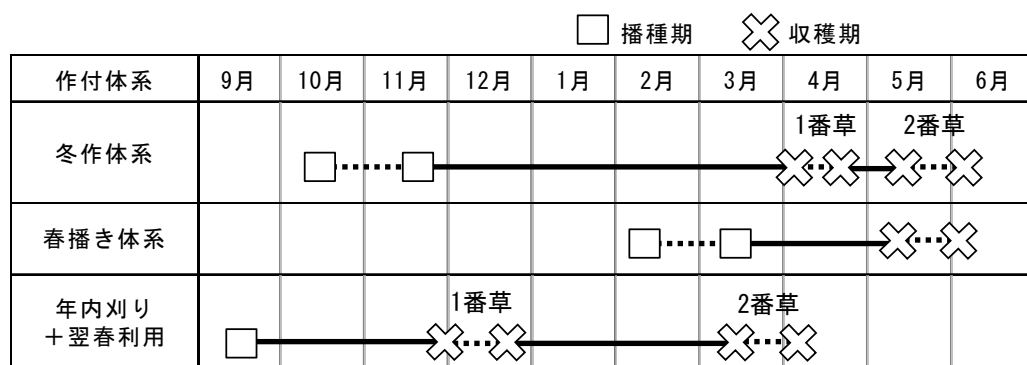 播種期 収穫期
作付体系 9月 10月 11月 12月 1月 2月 3月 4月 5月 6月
1番草 2番草
冬作体系
春播き体系
1番草 2番草
年内刈り
＋翌春利用